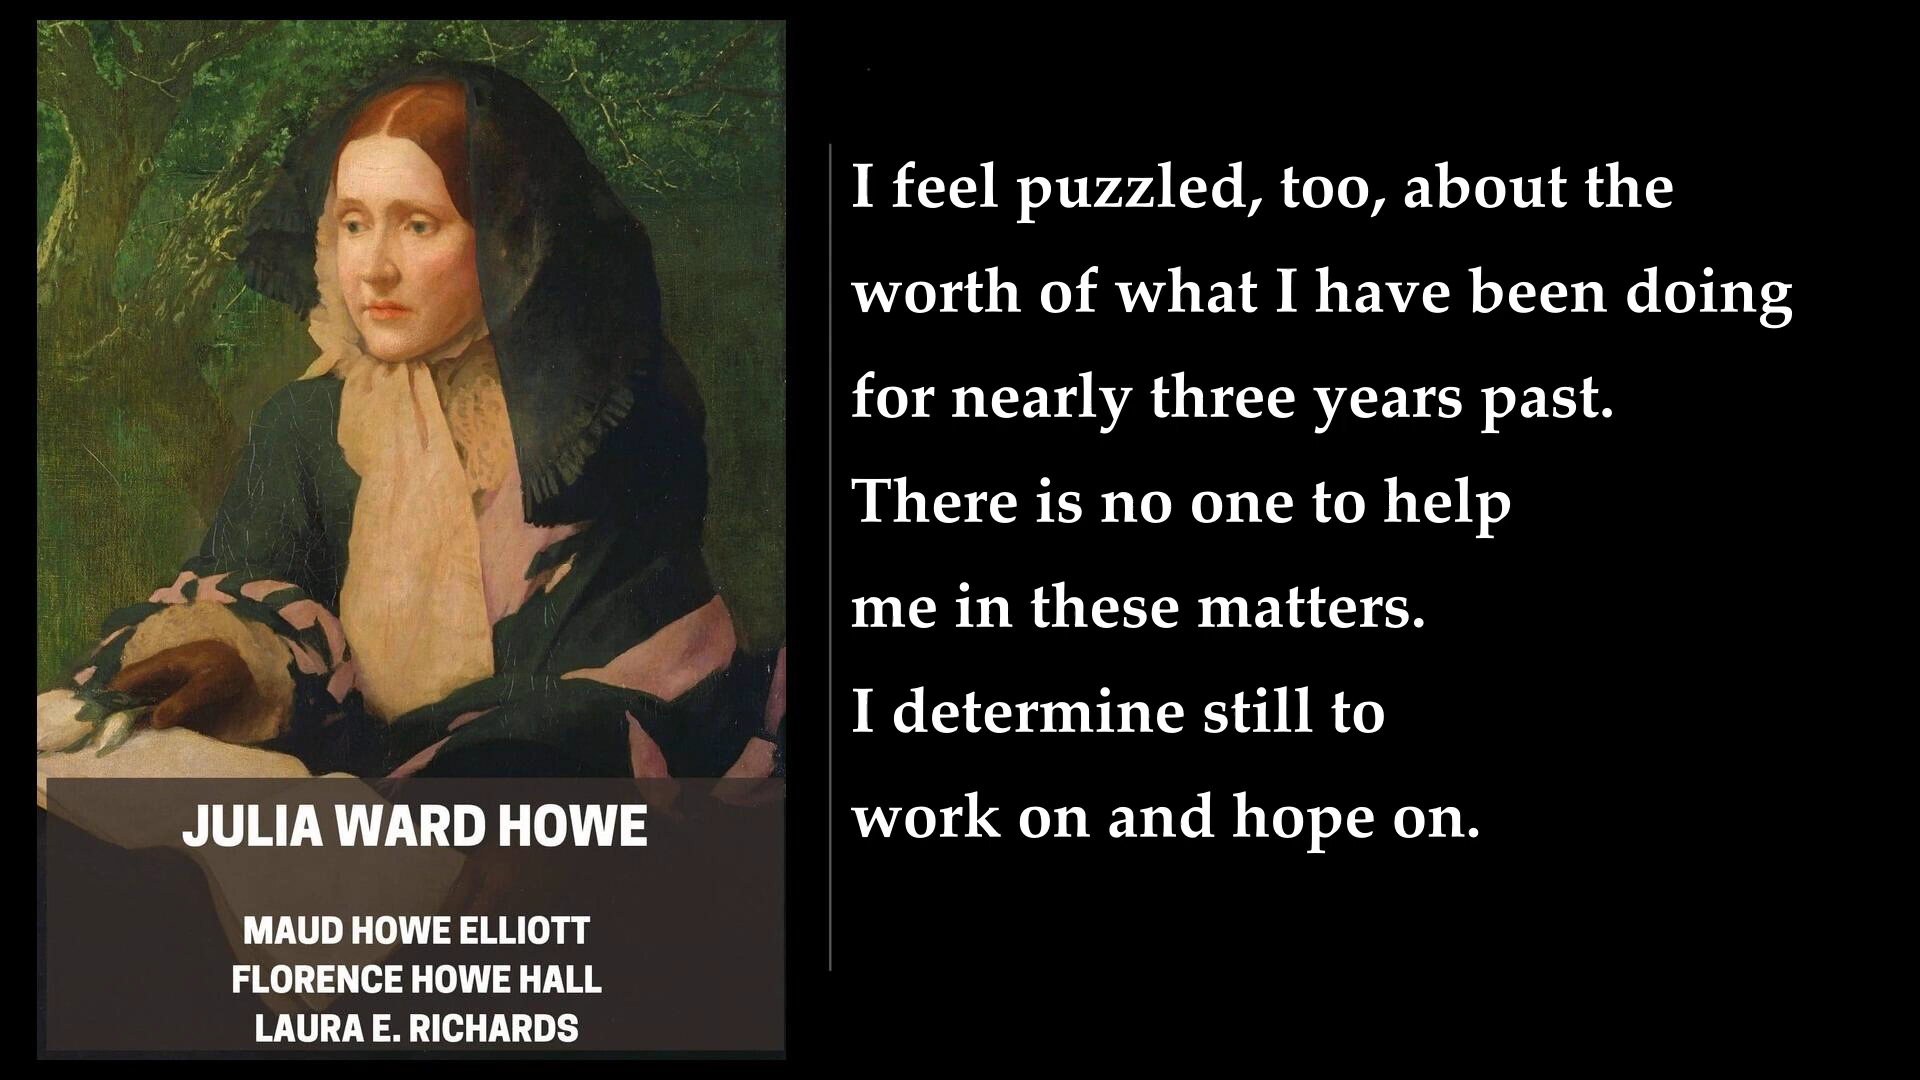 JULIA WARD HOWE
MAUD HOWE ELLIOTT
FLORENCE HOWE HALL
LAURA E. RICHARDS
I feel puzzled, too, about the
worth of what I have been doing
for nearly three years past.
There is no one to help
me in these matters.
I determine still to
work on and hope on.